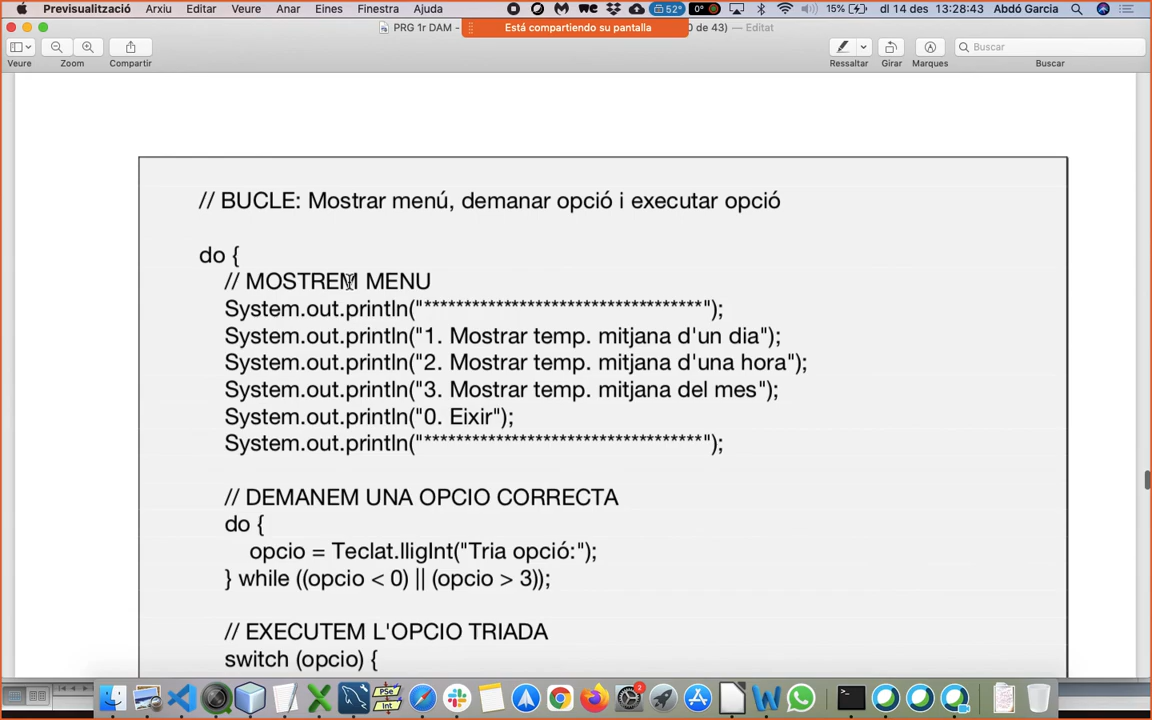 Previsualització Arxiu Editar Veure Anar Eines Finestra Ajuda 52° 0° 15% dl 14 des 13:28:43 Abdó Garcia
PRG 1r DAM - Está compartiendo su pantalla 0 de 43) — Editat
Veure Zoom Compartir Ressaltar Girar Marques Buscar
Buscar
// BUCLE: Mostrar menú, demanar opció i executar opció
do {
// MOSTREM MENU
System.out.println("***********************************");
System.out.println("1. Mostrar temp. mitjana d'un dia");
System.out.println("2. Mostrar temp. mitjana d'una hora");
System.out.println("3. Mostrar temp. mitjana del mes");
System.out.println("0. Eixir");
System.out.println("***********************************");
// DEMANEM UNA OPCIO CORRECTA
do {
opcio = Teclat.lligInt("Tria opció:");
} while ((opcio < 0) || (opcio > 3));
// EXECUTEM L'OPCIO TRIADA
switch (opcio) {